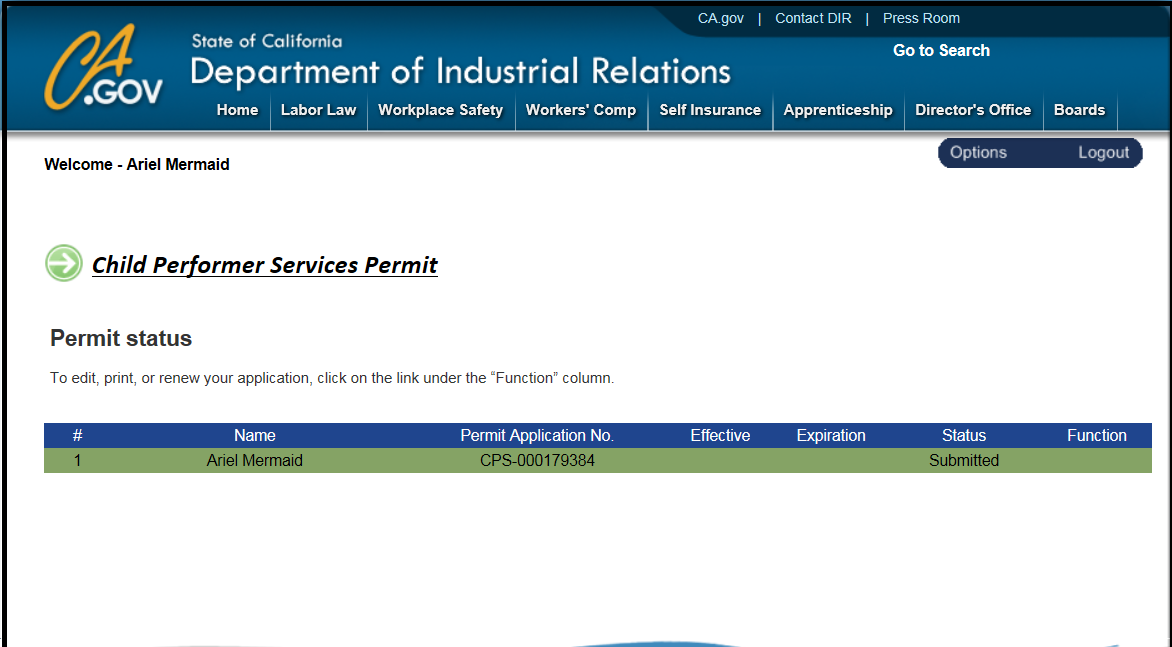 CA.gov | Contact DIR | Press Room
CA
.GOV
State of California
Go to Search
Department of Industrial Relations
Home Labor Law Workplace Safety Workers' Comp Self Insurance Apprenticeship Director's Office Boards
Welcome - Ariel Mermaid
Options Logout
Child Performer Services Permit
Permit status
To edit, print, or renew your application, click on the link under the “Function” column.
# Name Permit Application No. Effective Expiration Status Function
1 Ariel Mermaid CPS-000179384 Submitted